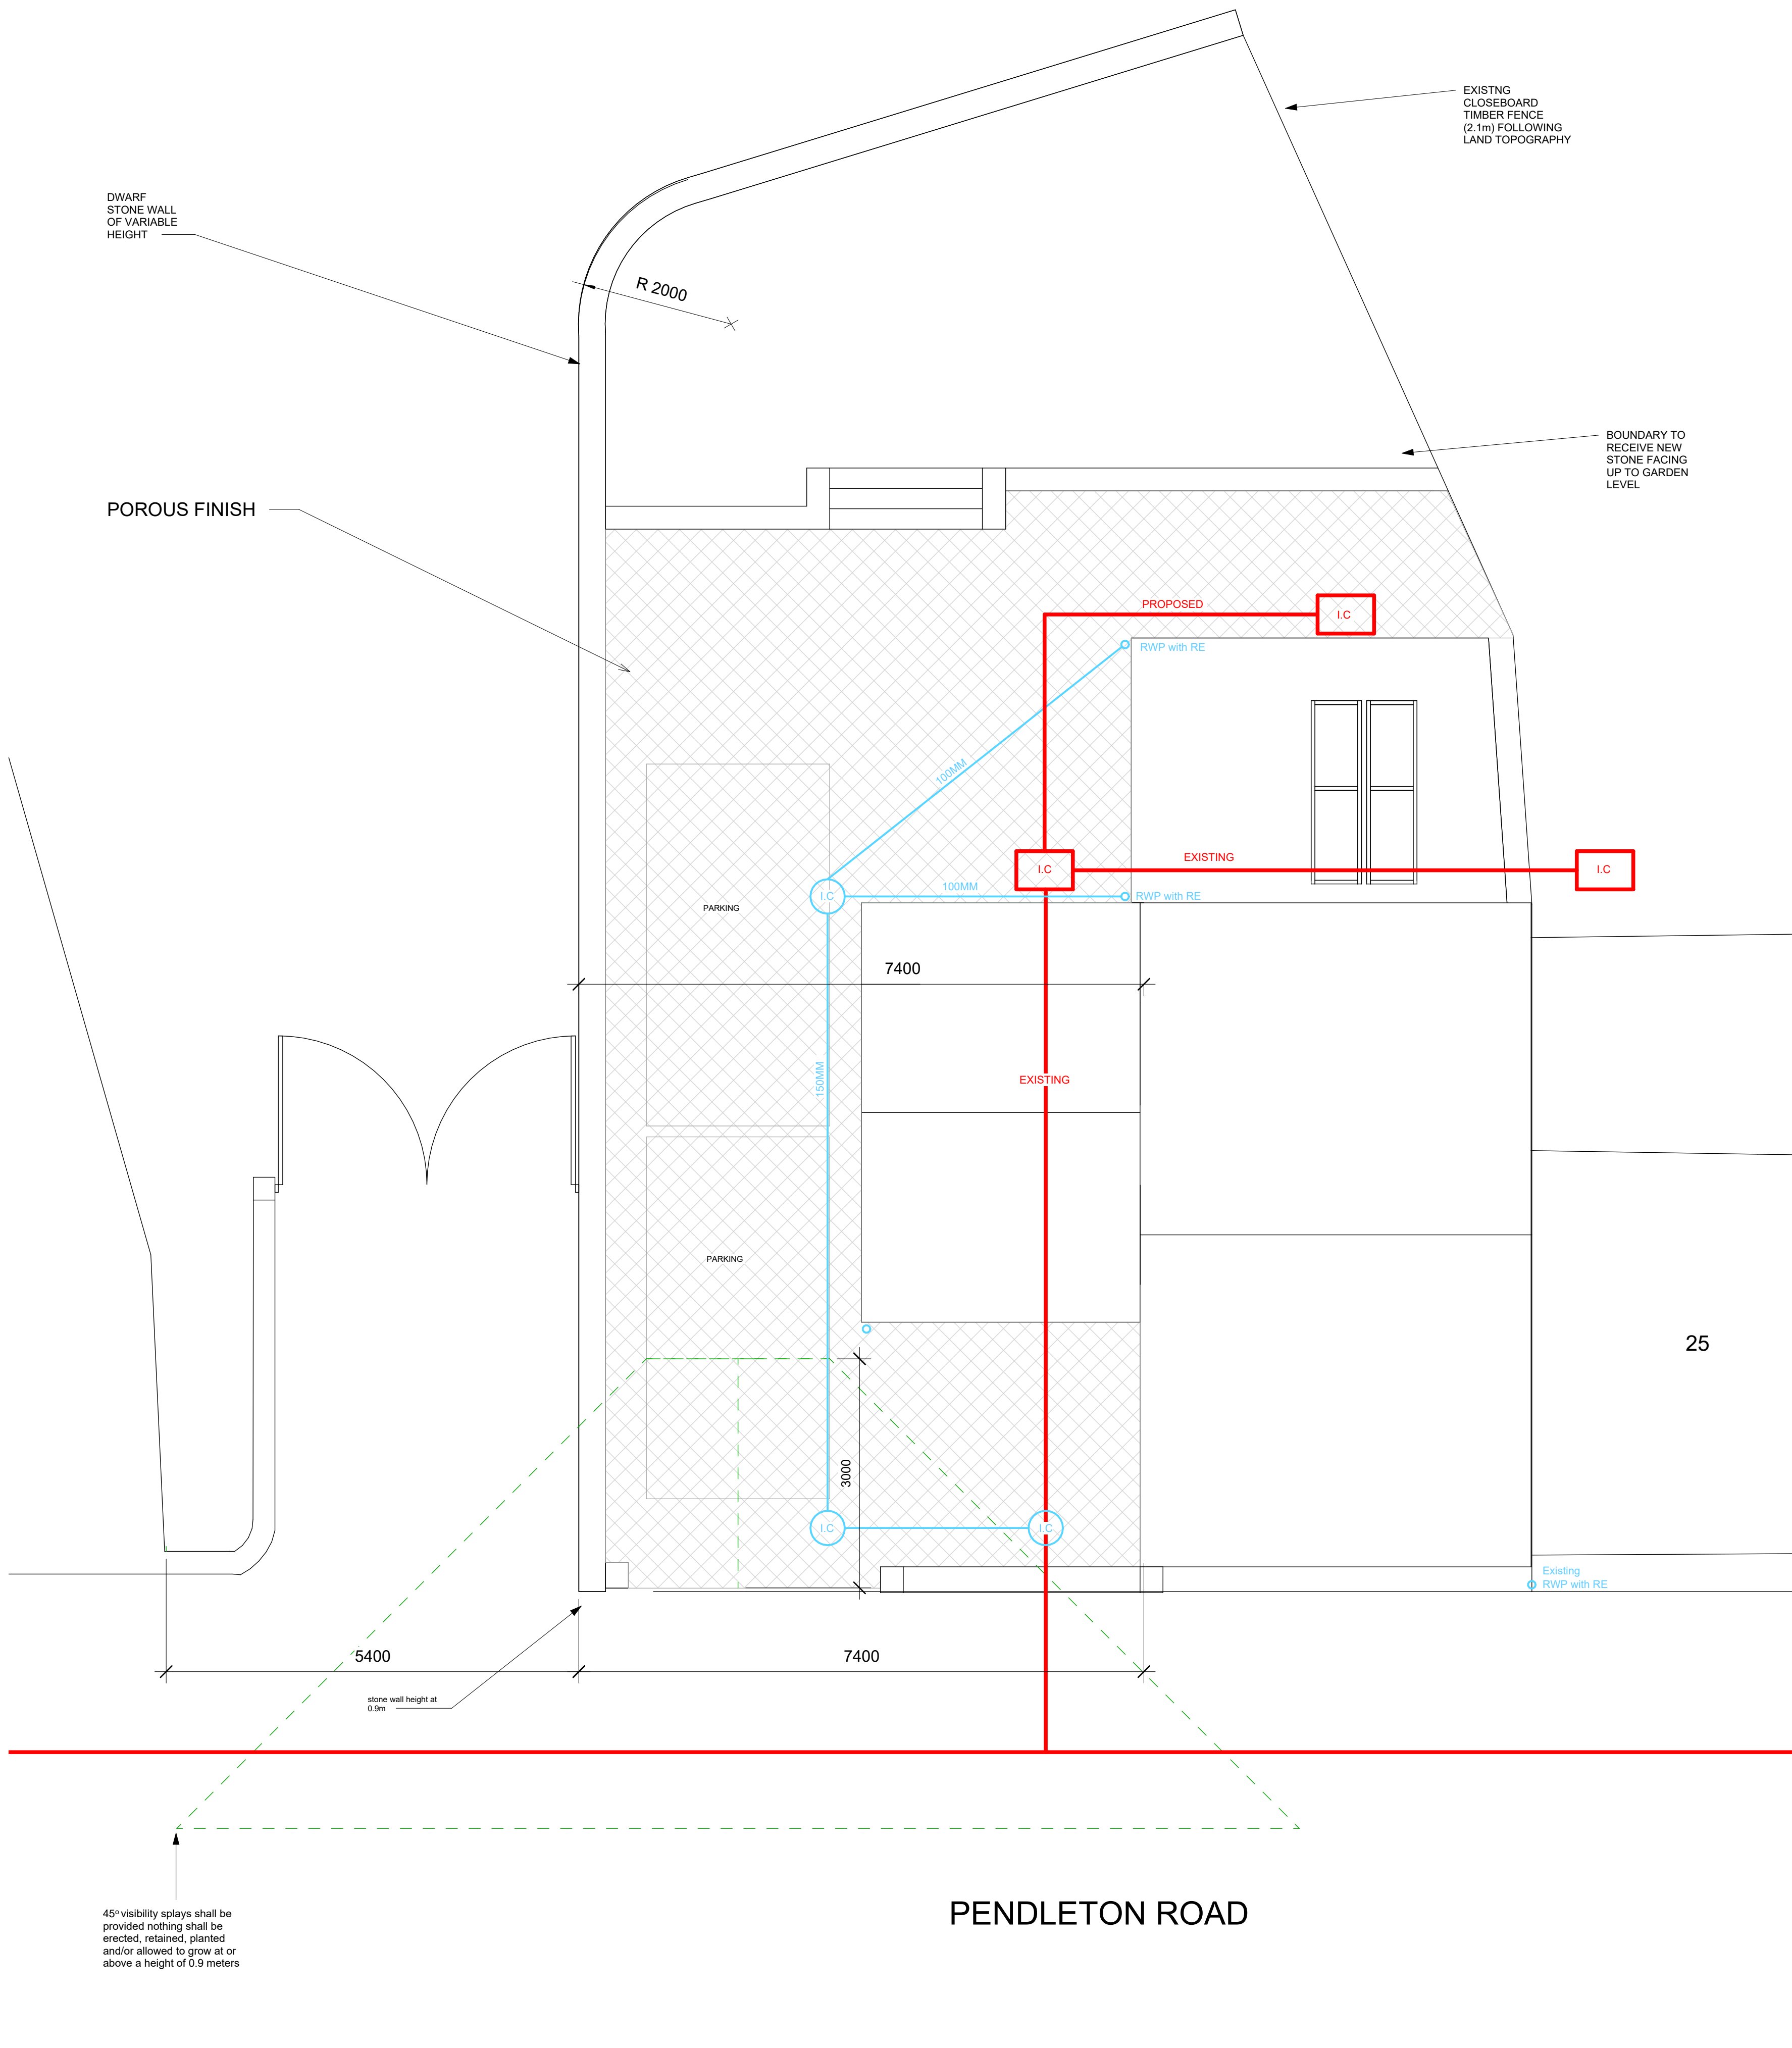 EXISTNG
CLOSEBOARD
TIMBER FENCE
(2.1m) FOLLOWING
LAND TOPOGRAPHY
DWARF
STONE WALL
OF VARIABLE
HEIGHT
R 2000
BOUNDARY TO
RECEIVE NEW
STONE FACING
UP TO GARDEN
LEVEL
POROUS FINISH
PROPOSED
I.C
RWP with RE
100MM
EXISTING
I.C
I.C
100MM
I.C
RWP with RE
PARKING
7400
150MM
EXISTING
PARKING
25
3000
I.C
I.C
Existing
RWP with RE
5400
7400
stone wall height at
0.9m
PENDLETON ROAD
45º visibility splays shall be
provided nothing shall be
erected, retained, planted
and/or allowed to grow at or
above a height of 0.9 meters